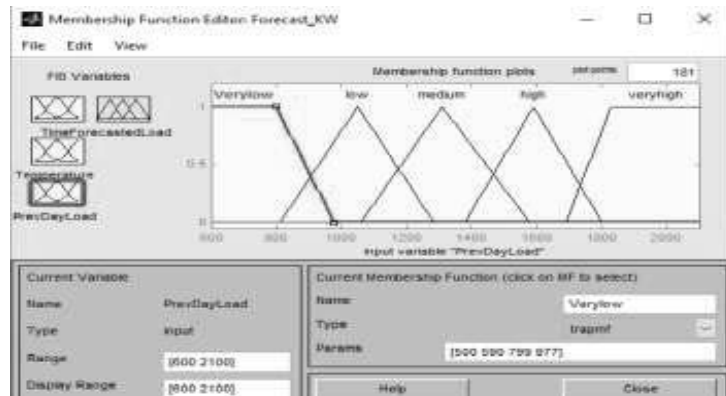 Membership Function Editor: Forecast_KW
File Edit View
FIS Variables
Membership function plots plot points: 181
Verylow low medium high veryhigh
1
0.5
0
TimeForecastedLoad
Temperature
PrevDayLoad
600 800 1000 1200 1400 1600 1800 2000
input variable "PrevDayLoad"
Current Variable
Name PrevDayLoad
Type input
Range [600 2100]
Display Range [600 2100]
Current Membership Function (click on MF to select)
Name Verylow
Type trapmf
Params
Help Close